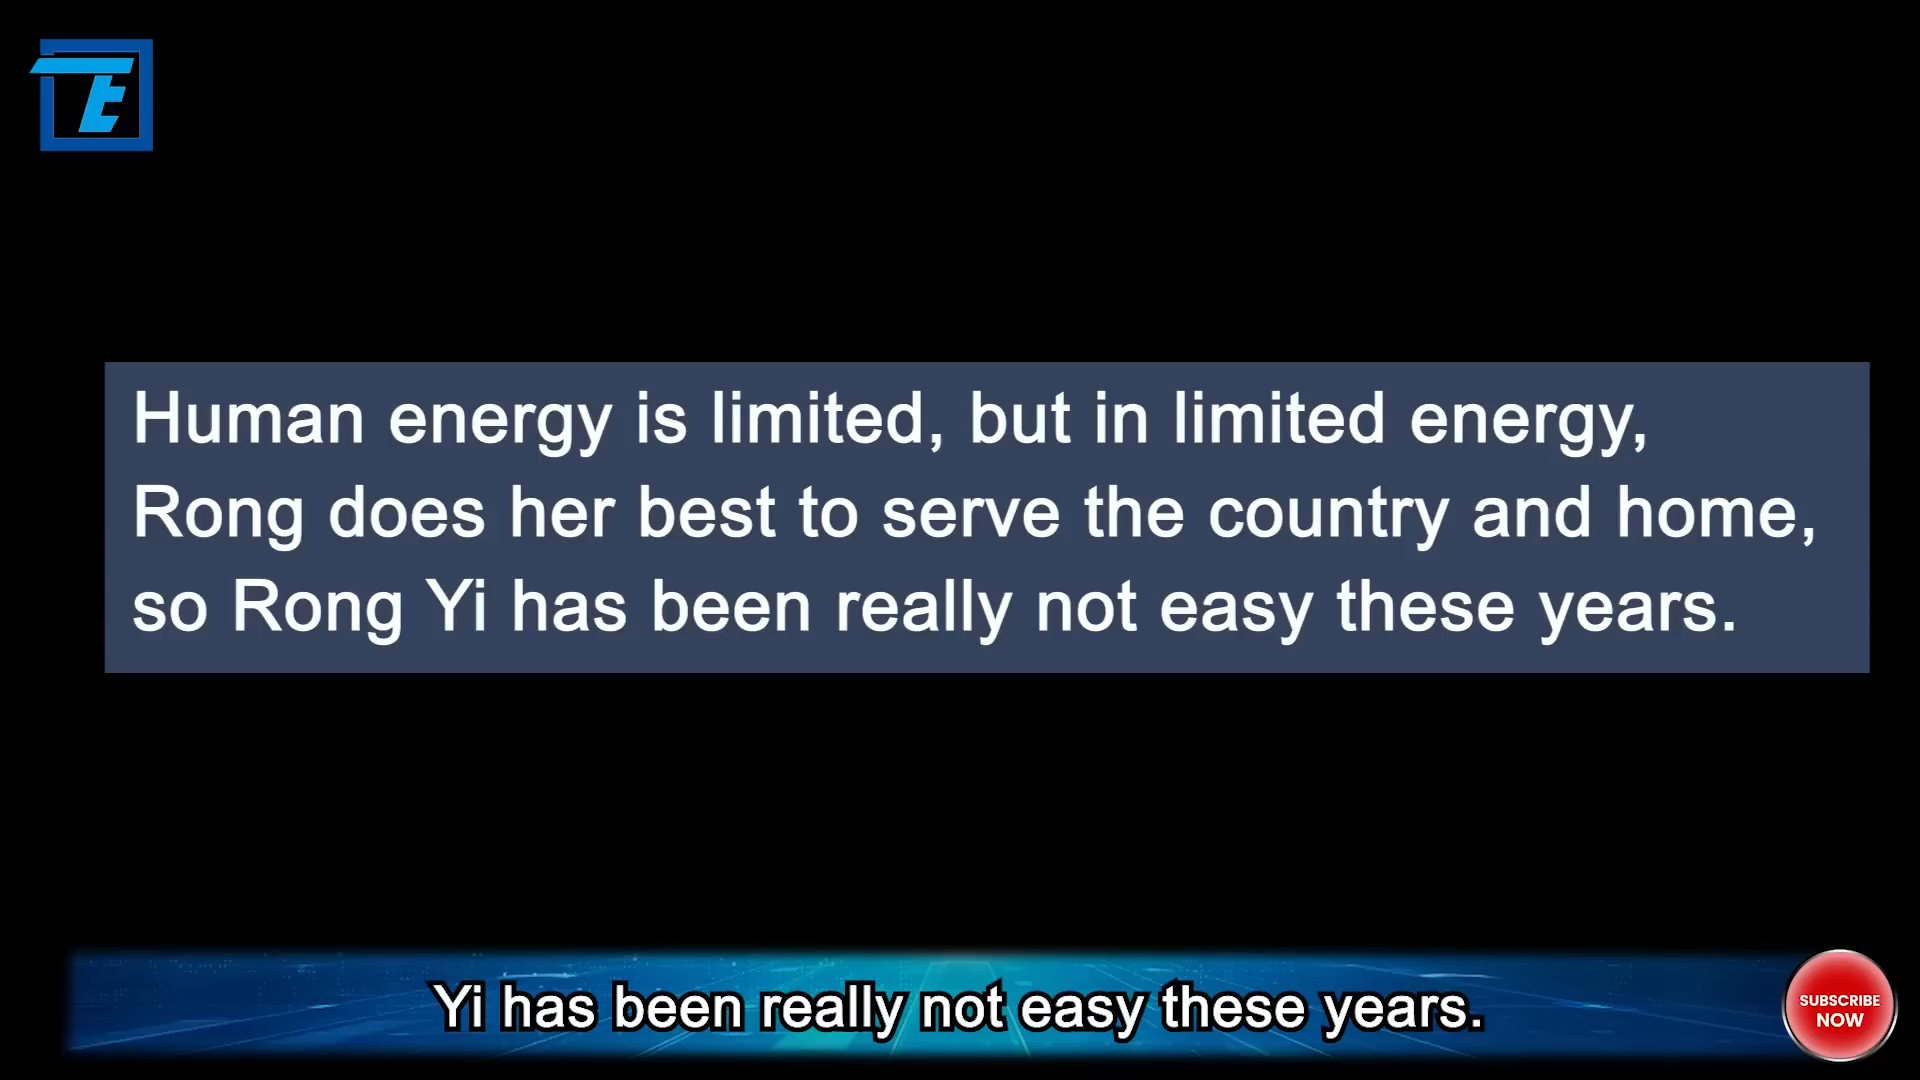 TE
Human energy is limited, but in limited energy,
Rong does her best to serve the country and home,
so Rong Yi has been really not easy these years.
Yi has been really not easy these years.
SUBSCRIBE
NOW